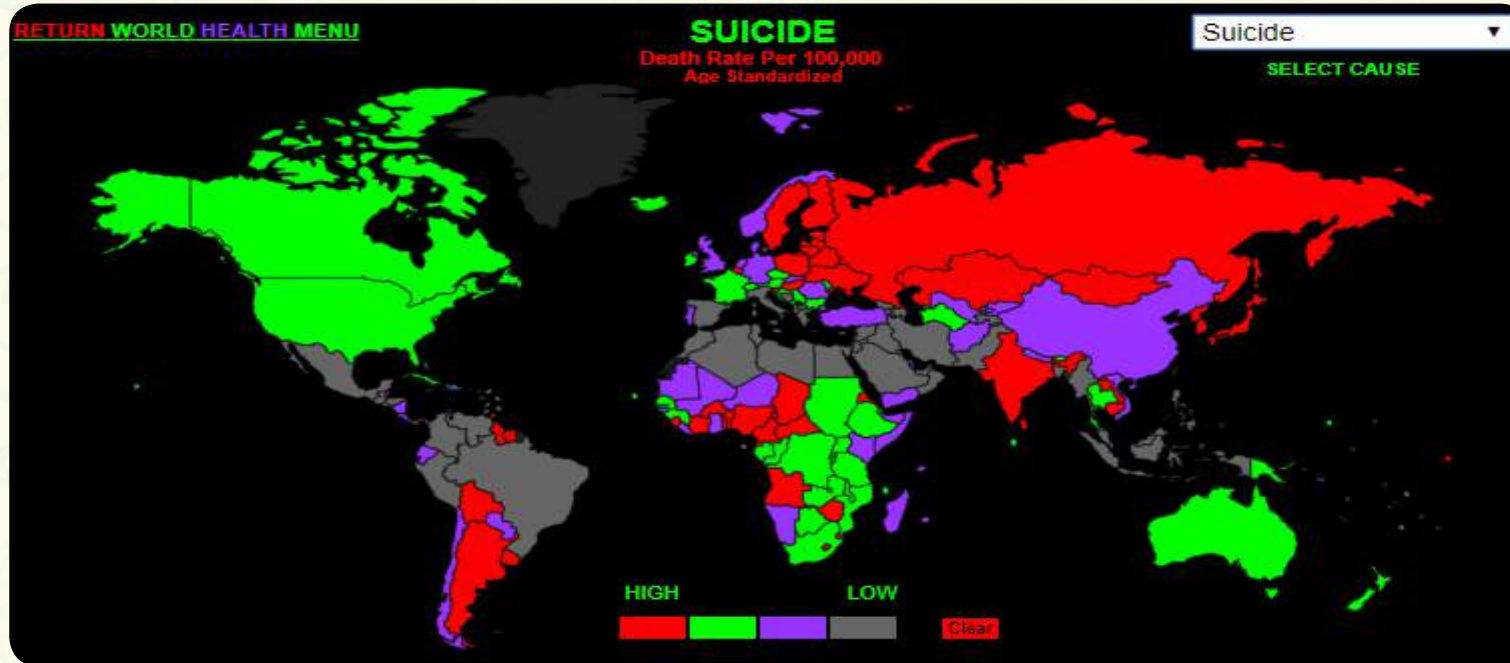 RETURN WORLD HEALTH MENU
SUICIDE
Death Rate Per 100,000
Age Standardized
Suicide
SELECT CAUSE
HIGH LOW
Clear